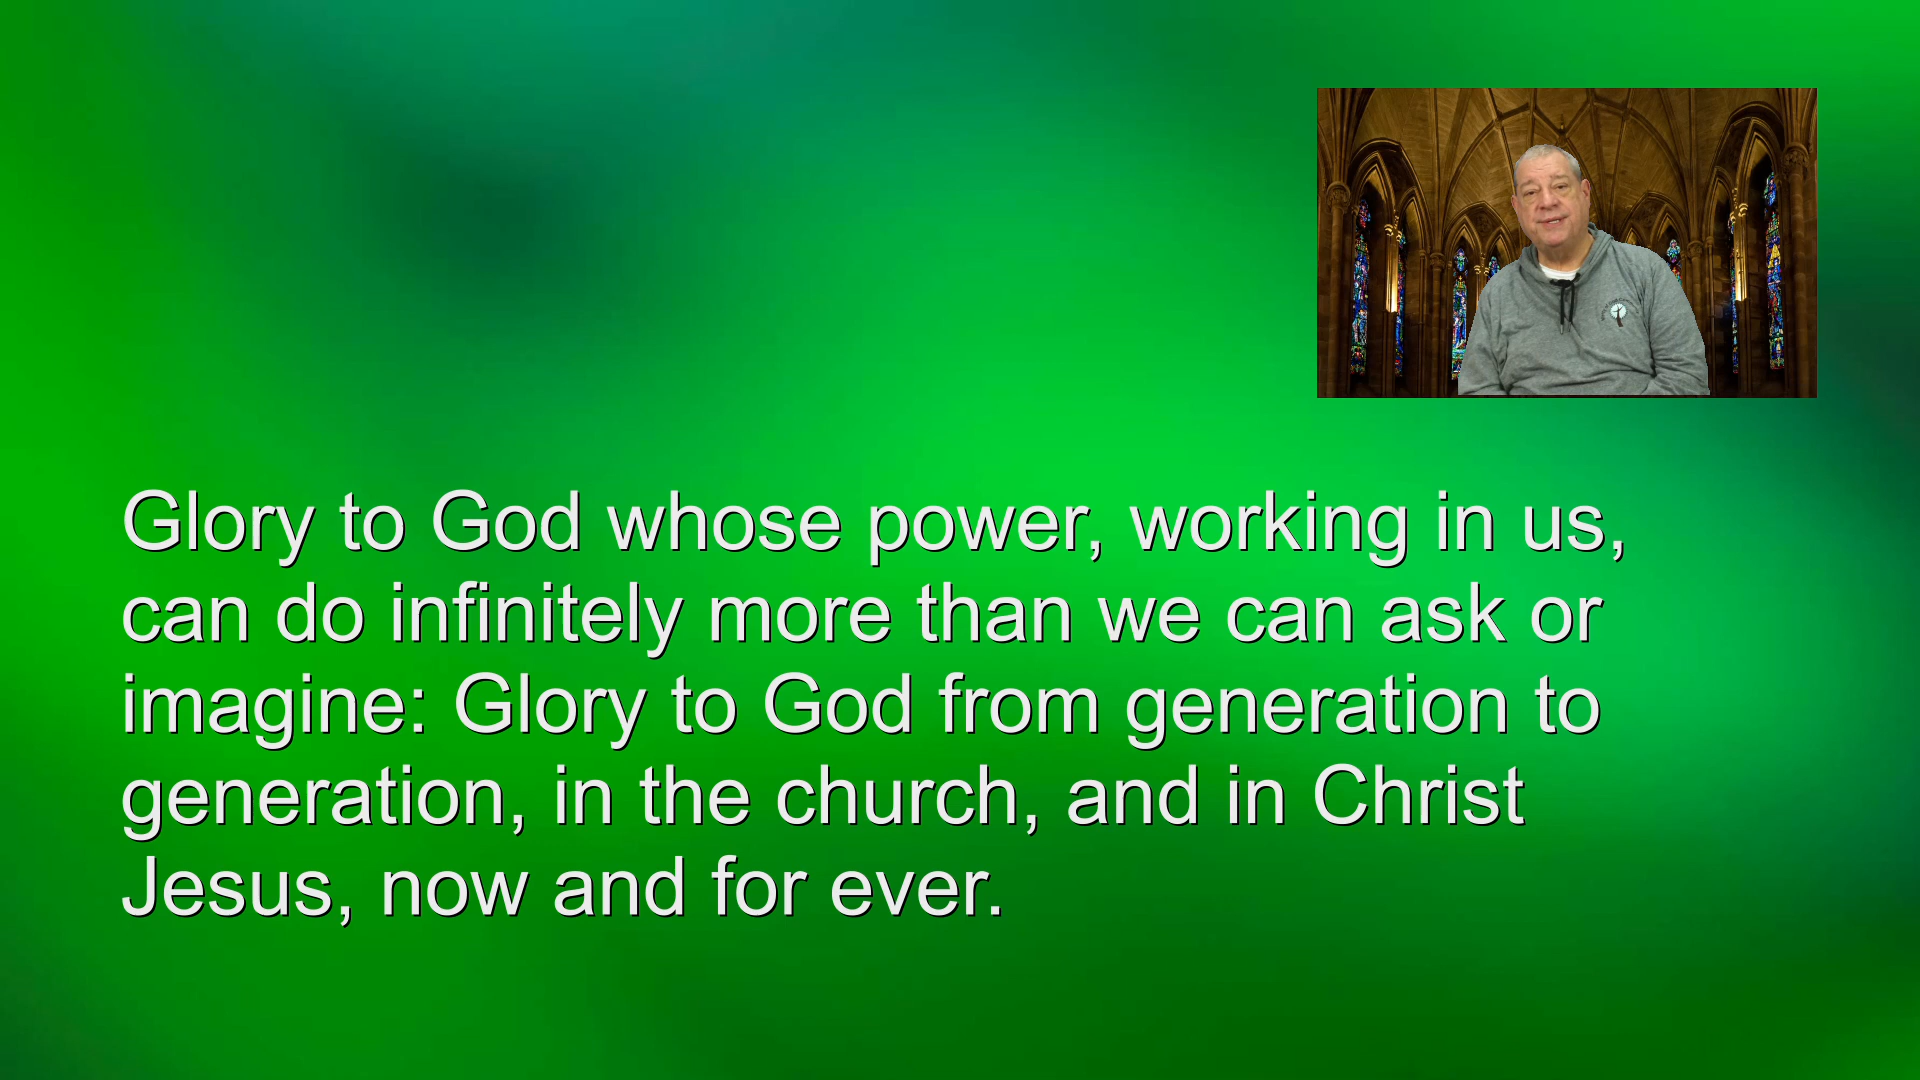 Glory to God whose power, working in us,
can do infinitely more than we can ask or
imagine: Glory to God from generation to
generation, in the church, and in Christ
Jesus, now and for ever.